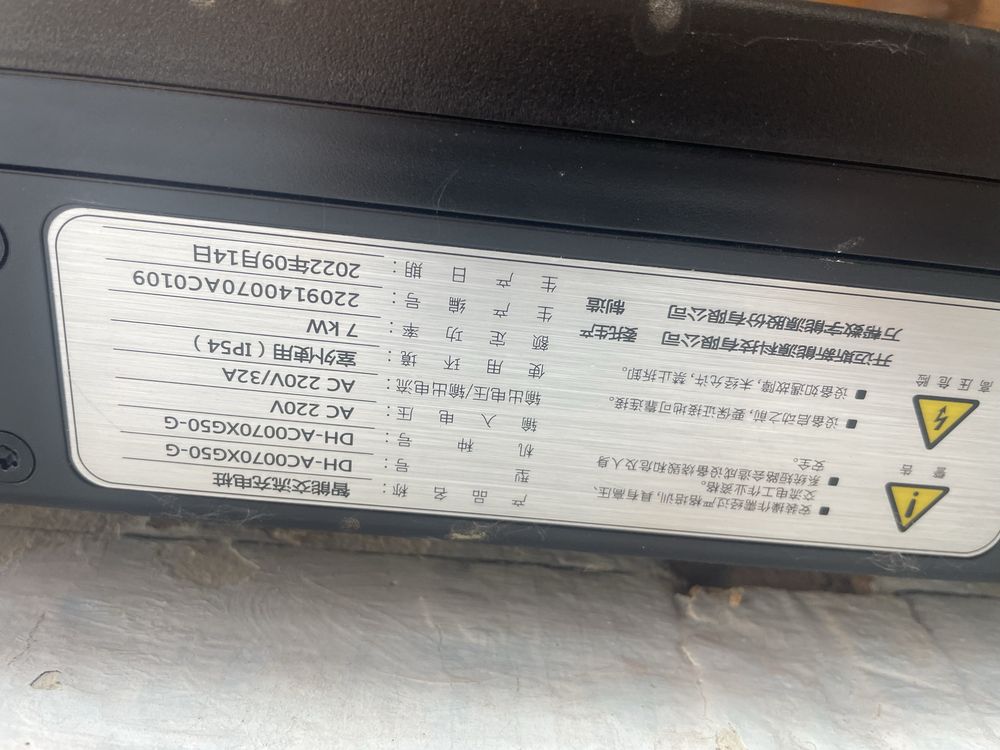 警告
■ 安装操作需经过严格培训,具有高压、
交流电工作业资格。
■ 系统短路会造成设备烧毁和危及人身
安全。
高压危险
■ 设备启动之前,要保证接地可靠连接。
■ 设备如遇故障,未经允许,禁止拆卸。
开迈斯新能源科技有限公司 委托生产
万帮数字能源股份有限公司 制造
产品名称:智能交流充电桩
型号:DH-AC0070XG50-G
机种号:DH-AC0070XG50-G
输入电压:AC 220V
输出电压/输出电流:AC 220V/32A
使用环境:室外使用(IP54)
额定功率:7 kW
生产编号:2209140070AC0109
生产日期:2022年09月14日